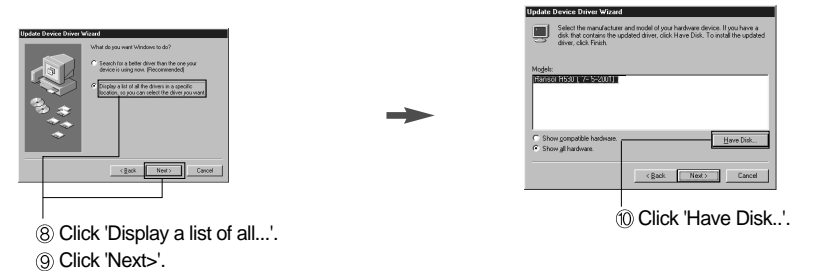 Update Device Driver Wizard
What do you want Windows to do?
Search for a better driver than the one your
device is using now. (Recommended)
Display a list of all the drivers in a specific
location, so you can select the driver you want.
< Back Next > Cancel
⑧ Click 'Display a list of all...'.
⑨ Click 'Next>'.
Update Device Driver Wizard
Select the manufacturer and model of your hardware device. If you have a
disk that contains the updated driver, click Have Disk. To install the updated
driver, click Finish.
Models:
Hansol H530 [ 7- 5-2001]
Show compatible hardware.
Show all hardware.
Have Disk...
< Back Next > Cancel
⑩ Click 'Have Disk..'.